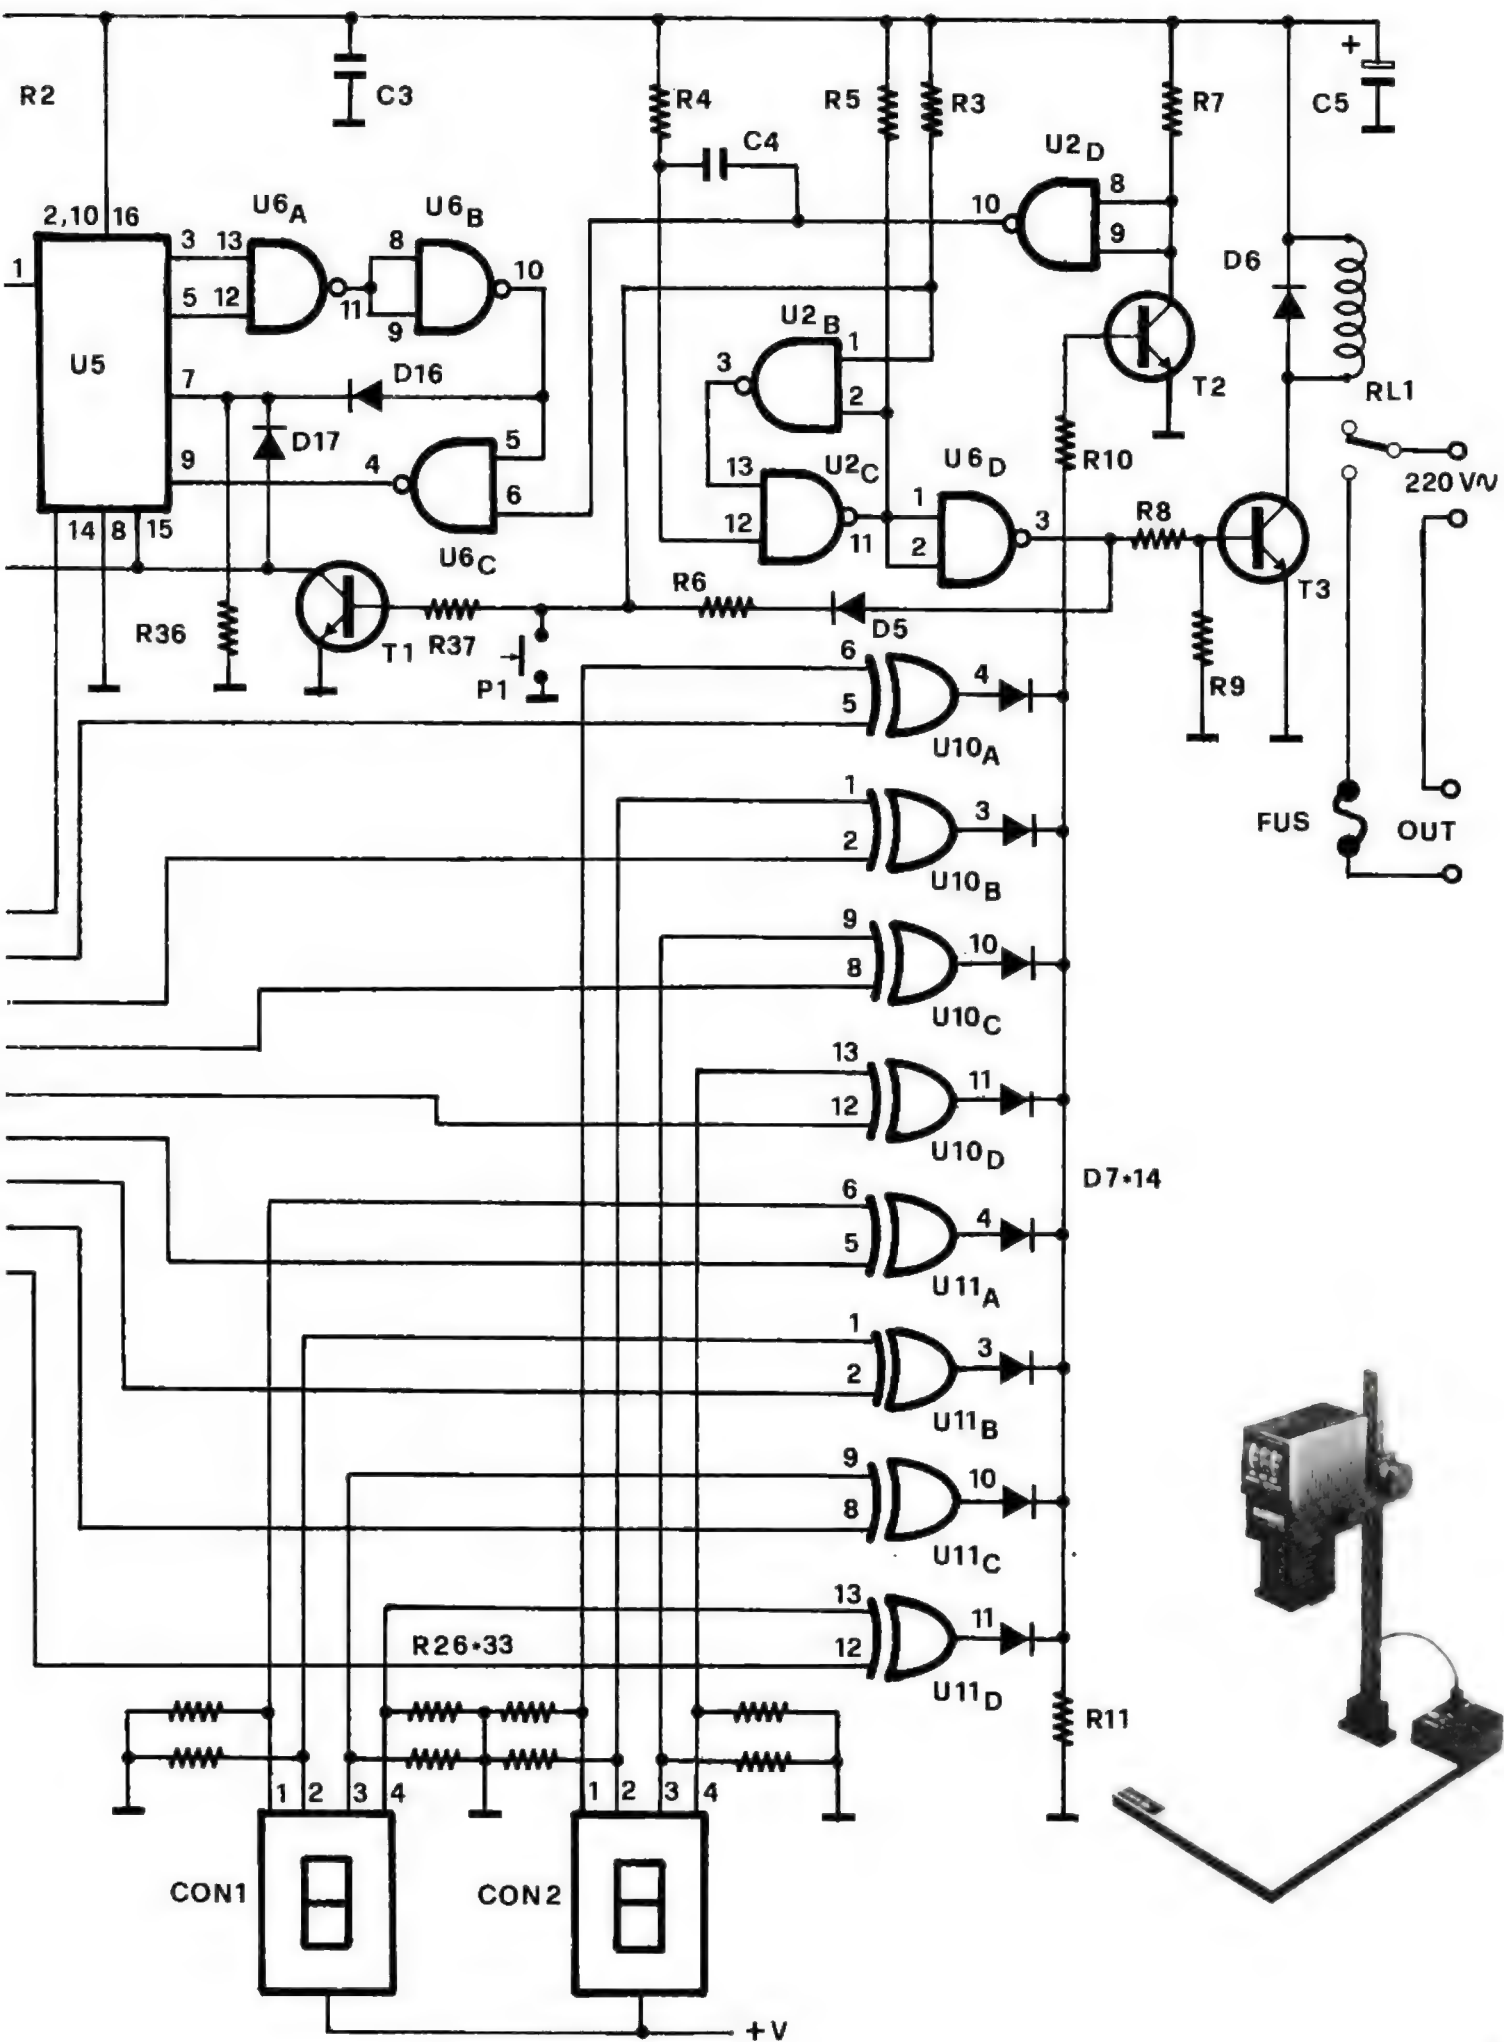 R2
C3
R4
R5
R3
R7
+
C5
C4
U2D
8
9
10
2,10 16
U6A
U6B
1
3 13
5 12
11
8
9
10
U5
7
D16
D17
9
4
5
6
U6C
14 8 15
U2B
3
1
2
D6
T2
RL1
13
12
U2C
11
U6D
1
2
3
R10
R8
220 V∿
T3
R36
T1
R37
P1
R6
D5
R9
6
5
4
U10A
1
2
3
U10B
FUS
OUT
9
8
10
U10C
13
12
11
U10D
D7•14
6
5
4
U11A
1
2
3
U11B
9
8
10
U11C
13
12
11
U11D
R26•33
R11
1 2 3 4
1 2 3 4
CON1
CON2
+V